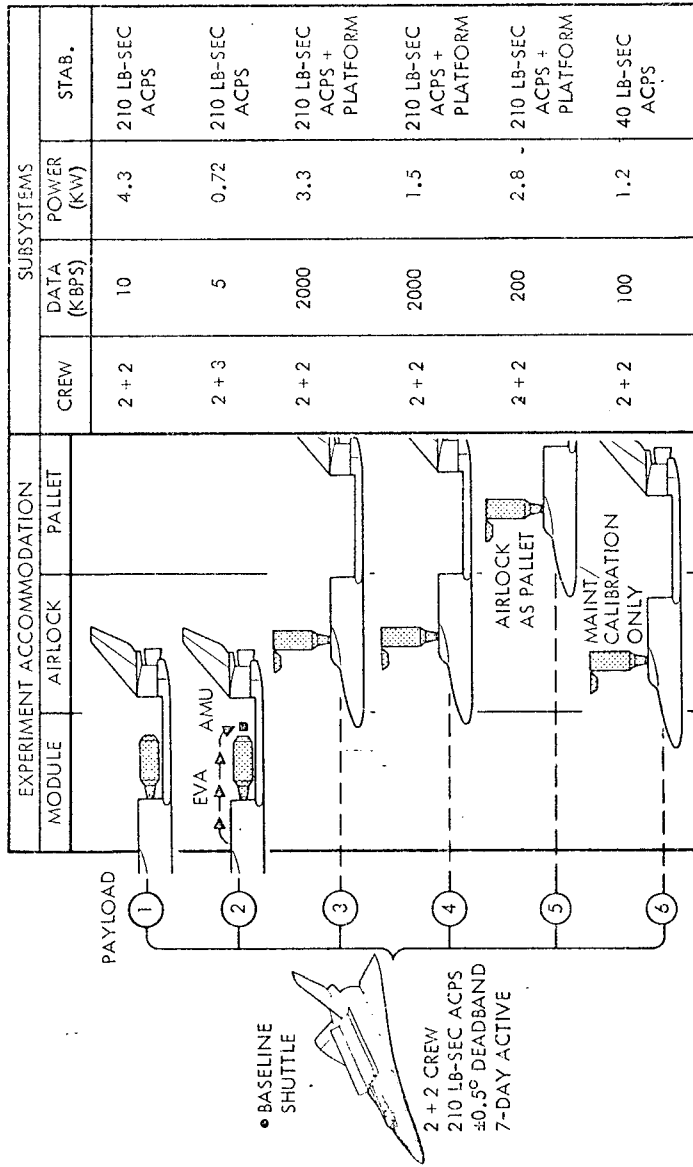 EXPERIMENT ACCOMMODATION
SUBSYSTEMS
MODULE
AIRLOCK
PALLET
CREW
DATA
(KBPS)
POWER
(KW)
STAB.
PAYLOAD
1
2 + 2
10
4.3
210 LB-SEC
ACPS
2
EVA
AMU
2 + 3
5
0.72
210 LB-SEC
ACPS
3
2 + 2
2000
3.3
210 LB-SEC
ACPS +
PLATFORM
4
2 + 2
2000
1.5
210 LB-SEC
ACPS +
PLATFORM
5
AIRLOCK
AS PALLET
2 + 2
200
2.8
210 LB-SEC
ACPS +
PLATFORM
6
MAINT/
CALIBRATION
ONLY
2 + 2
100
1.2
40 LB-SEC
ACPS
• BASELINE
SHUTTLE
2 + 2 CREW
210 LB-SEC ACPS
±0.5° DEADBAND
7-DAY ACTIVE